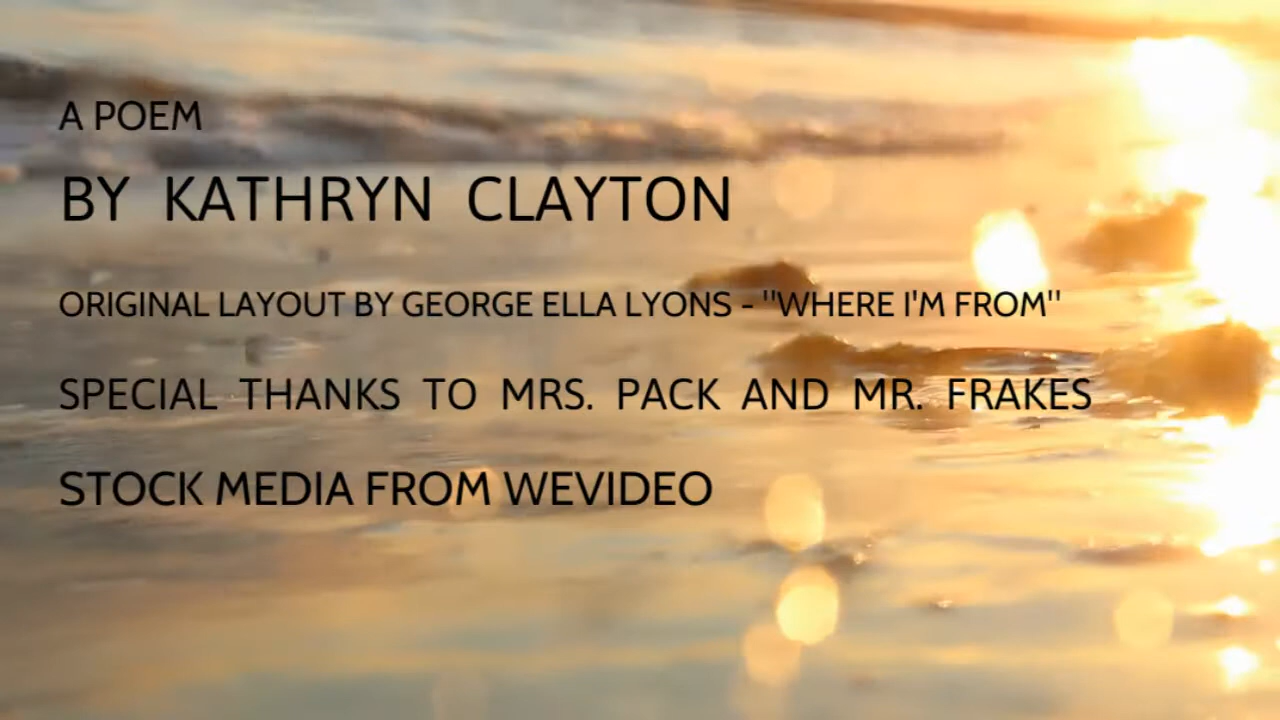 A POEM
BY KATHRYN CLAYTON
ORIGINAL LAYOUT BY GEORGE ELLA LYONS - "WHERE I'M FROM"
SPECIAL THANKS TO MRS. PACK AND MR. FRAKES
STOCK MEDIA FROM WEVIDEO